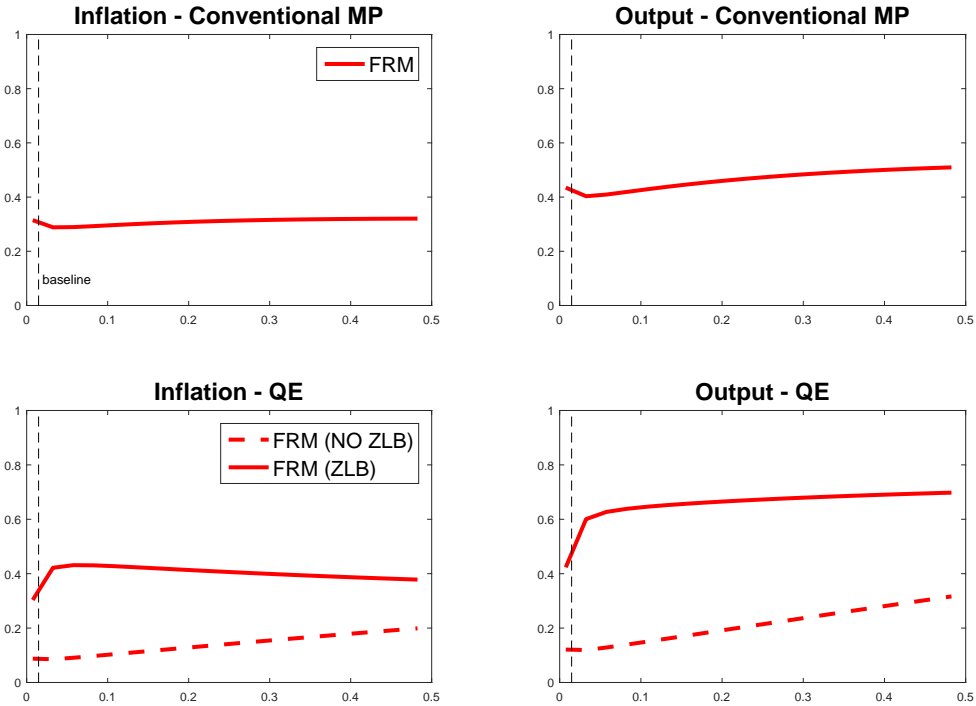 Inflation - Conventional MP
1
0.8
0.6
0.4
0.2
0
FRM
baseline
0 0.1 0.2 0.3 0.4 0.5
Output - Conventional MP
1
0.8
0.6
0.4
0.2
0
0 0.1 0.2 0.3 0.4 0.5
Inflation - QE
1
0.8
0.6
0.4
0.2
0
FRM (NO ZLB)
FRM (ZLB)
0 0.1 0.2 0.3 0.4 0.5
Output - QE
1
0.8
0.6
0.4
0.2
0
0 0.1 0.2 0.3 0.4 0.5